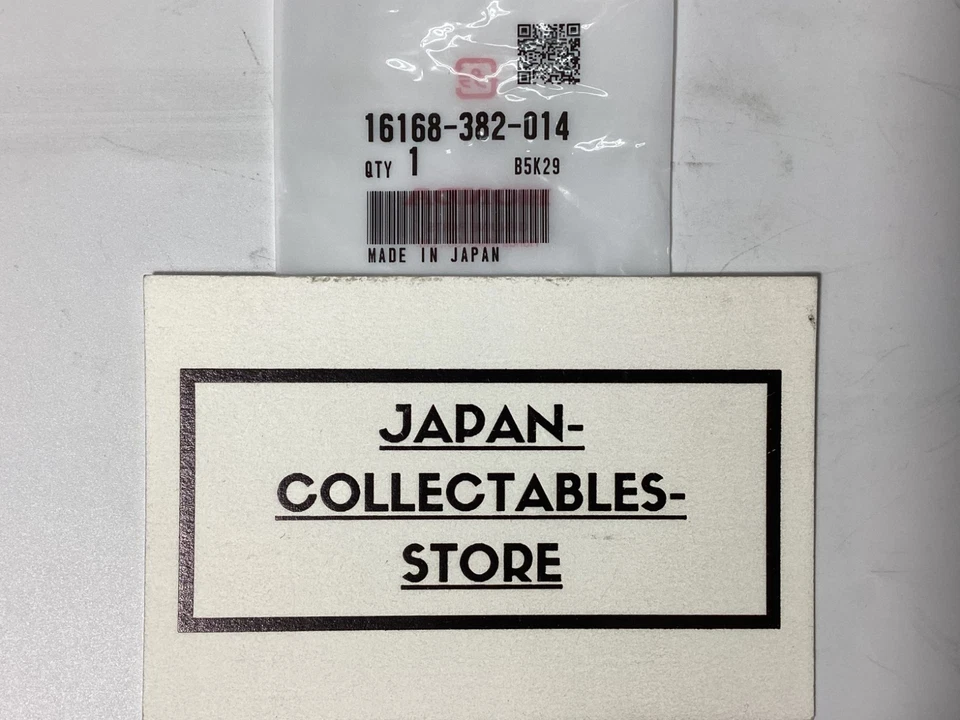 16168-382-014
QTY 1 B5K29
MADE IN JAPAN
JAPAN-
COLLECTABLES-
STORE